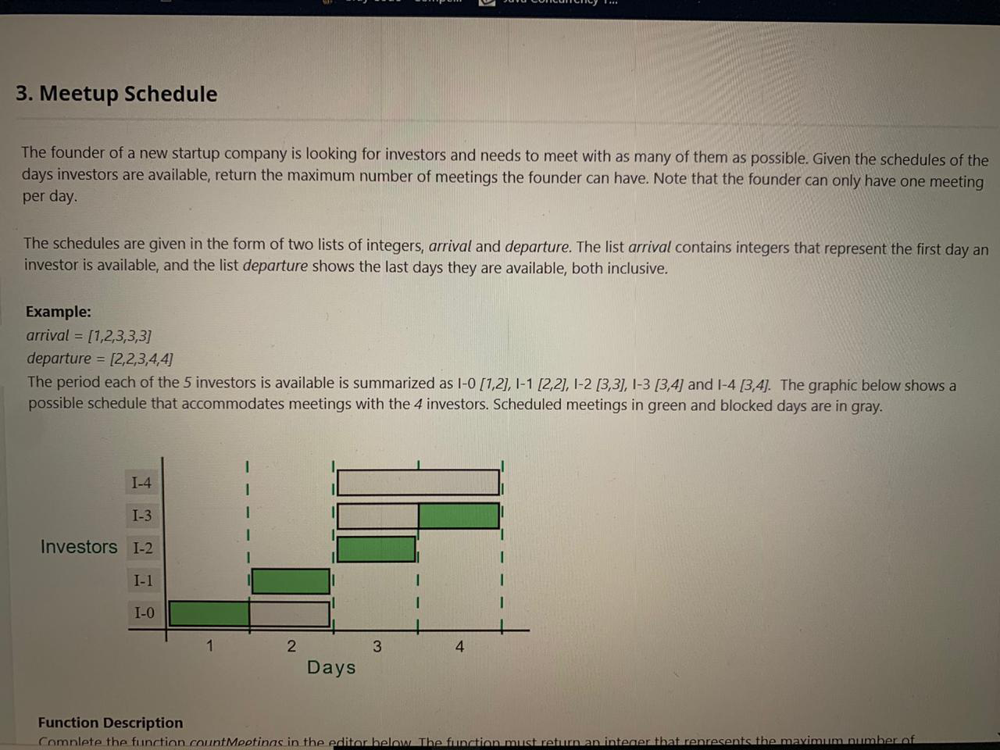 3. Meetup Schedule
The founder of a new startup company is looking for investors and needs to meet with as many of them as possible. Given the schedules of the
days investors are available, return the maximum number of meetings the founder can have. Note that the founder can only have one meeting
per day.
The schedules are given in the form of two lists of integers, arrival and departure. The list arrival contains integers that represent the first day an
investor is available, and the list departure shows the last days they are available, both inclusive.
Example:
arrival = [1,2,3,3,3]
departure = [2,2,3,4,4]
The period each of the 5 investors is available is summarized as I-0 [1,2], I-1 [2,2], I-2 [3,3], I-3 [3,4] and I-4 [3,4]. The graphic below shows a
possible schedule that accommodates meetings with the 4 investors. Scheduled meetings in green and blocked days are in gray.
I-4
I-3
Investors I-2
I-1
I-0
1 2 3 4
Days
Function Description
Complete the function countMeetings in the editor below. The function must return an integer that represents the maximum number of